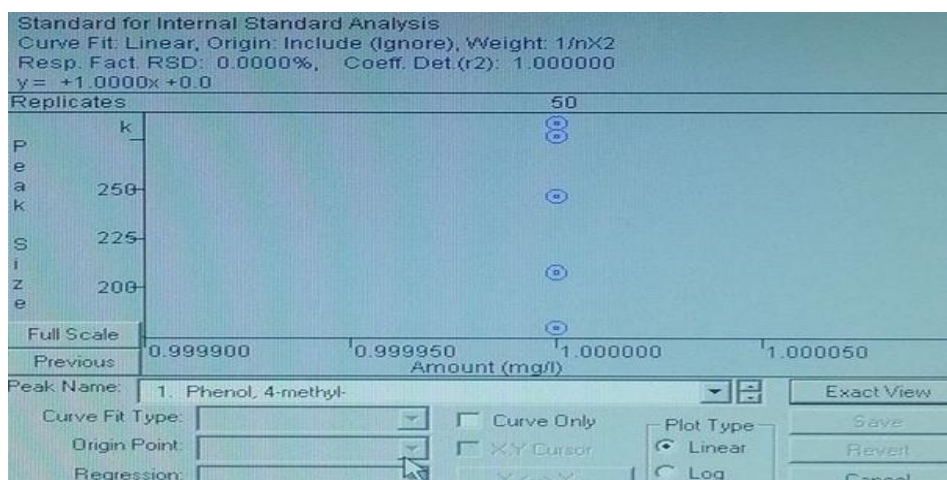 Standard for Internal Standard Analysis
Curve Fit: Linear, Origin: Include (Ignore), Weight: 1/nX2
Resp. Fact. RSD: 0.0000%, Coeff. Det.(r2): 1.000000
y = +1.0000x +0.0
Replicates 50
k
Peak Size
250
225
200
Full Scale
Previous
0.999900 0.999950 1.000000 1.000050
Amount (mg/l)
Peak Name: 1. Phenol, 4-methyl- Exact View
Curve Fit Type: Curve Only Plot Type Save
Origin Point: X,Y Cursor Linear Revert
Regression: Log Cancel